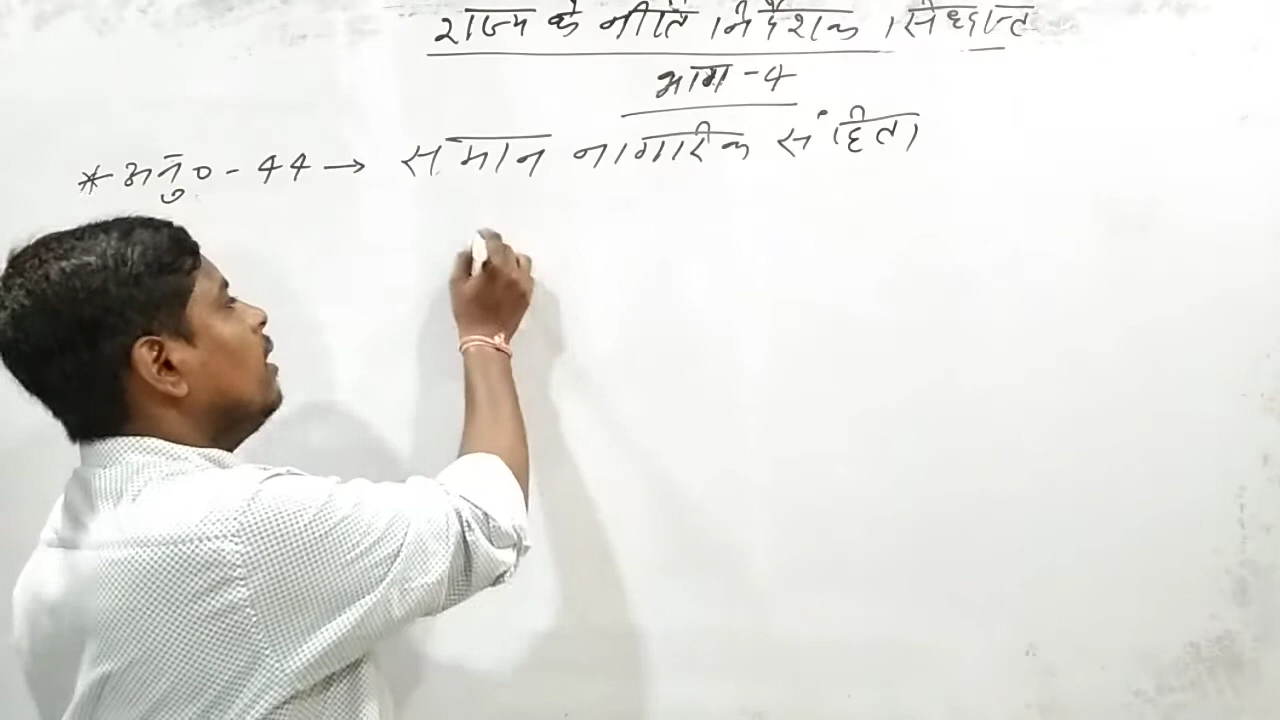 राज्य के नीति निर्देशक सिध्दान्त
भाग-4
* अनु० - 44 → समान नागरिक संहिता